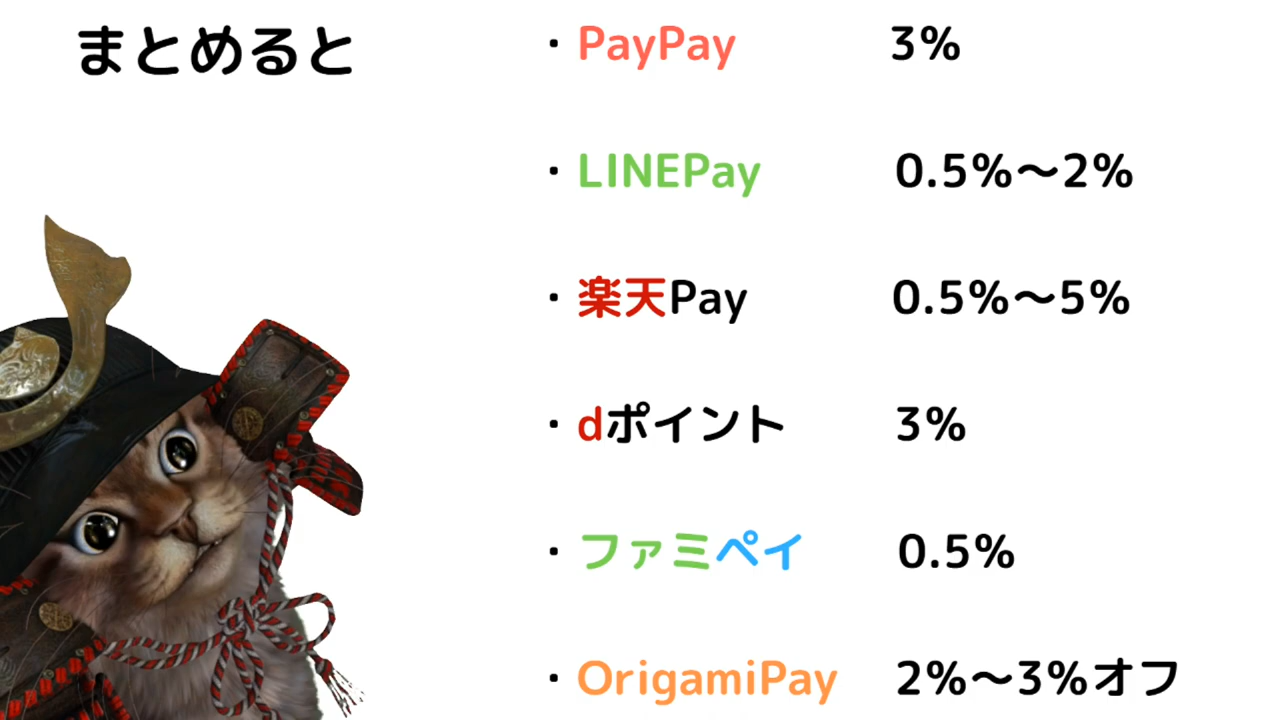 まとめると
・PayPay 3%
・LINEPay 0.5%〜2%
・楽天Pay 0.5%〜5%
・dポイント 3%
・ファミペイ 0.5%
・OrigamiPay 2%〜3%オフ